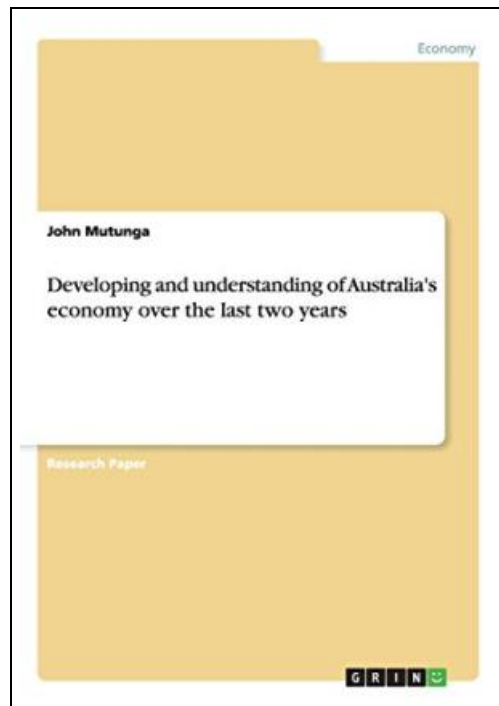 Economy
John Mutunga
Developing and understanding of Australia's
economy over the last two years
Research Paper
GRIN